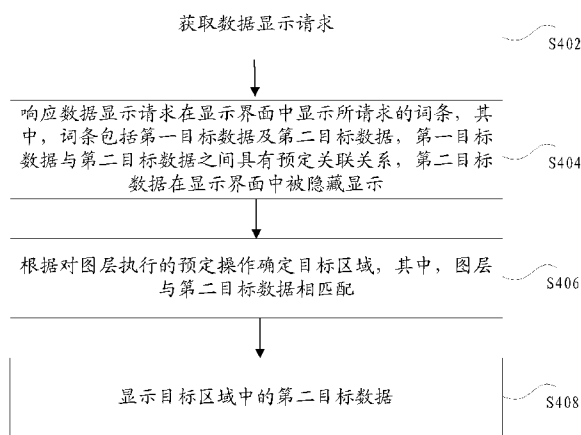 获取数据显示请求
S402
响应数据显示请求在显示界面中显示所请求的词条，其
中，词条包括第一目标数据及第二目标数据，第一目标
数据与第二目标数据之间具有预定关联关系，第二目标
数据在显示界面中被隐藏显示
S404
根据对图层执行的预定操作确定目标区域，其中，图层
与第二目标数据相匹配
S406
显示目标区域中的第二目标数据
S408